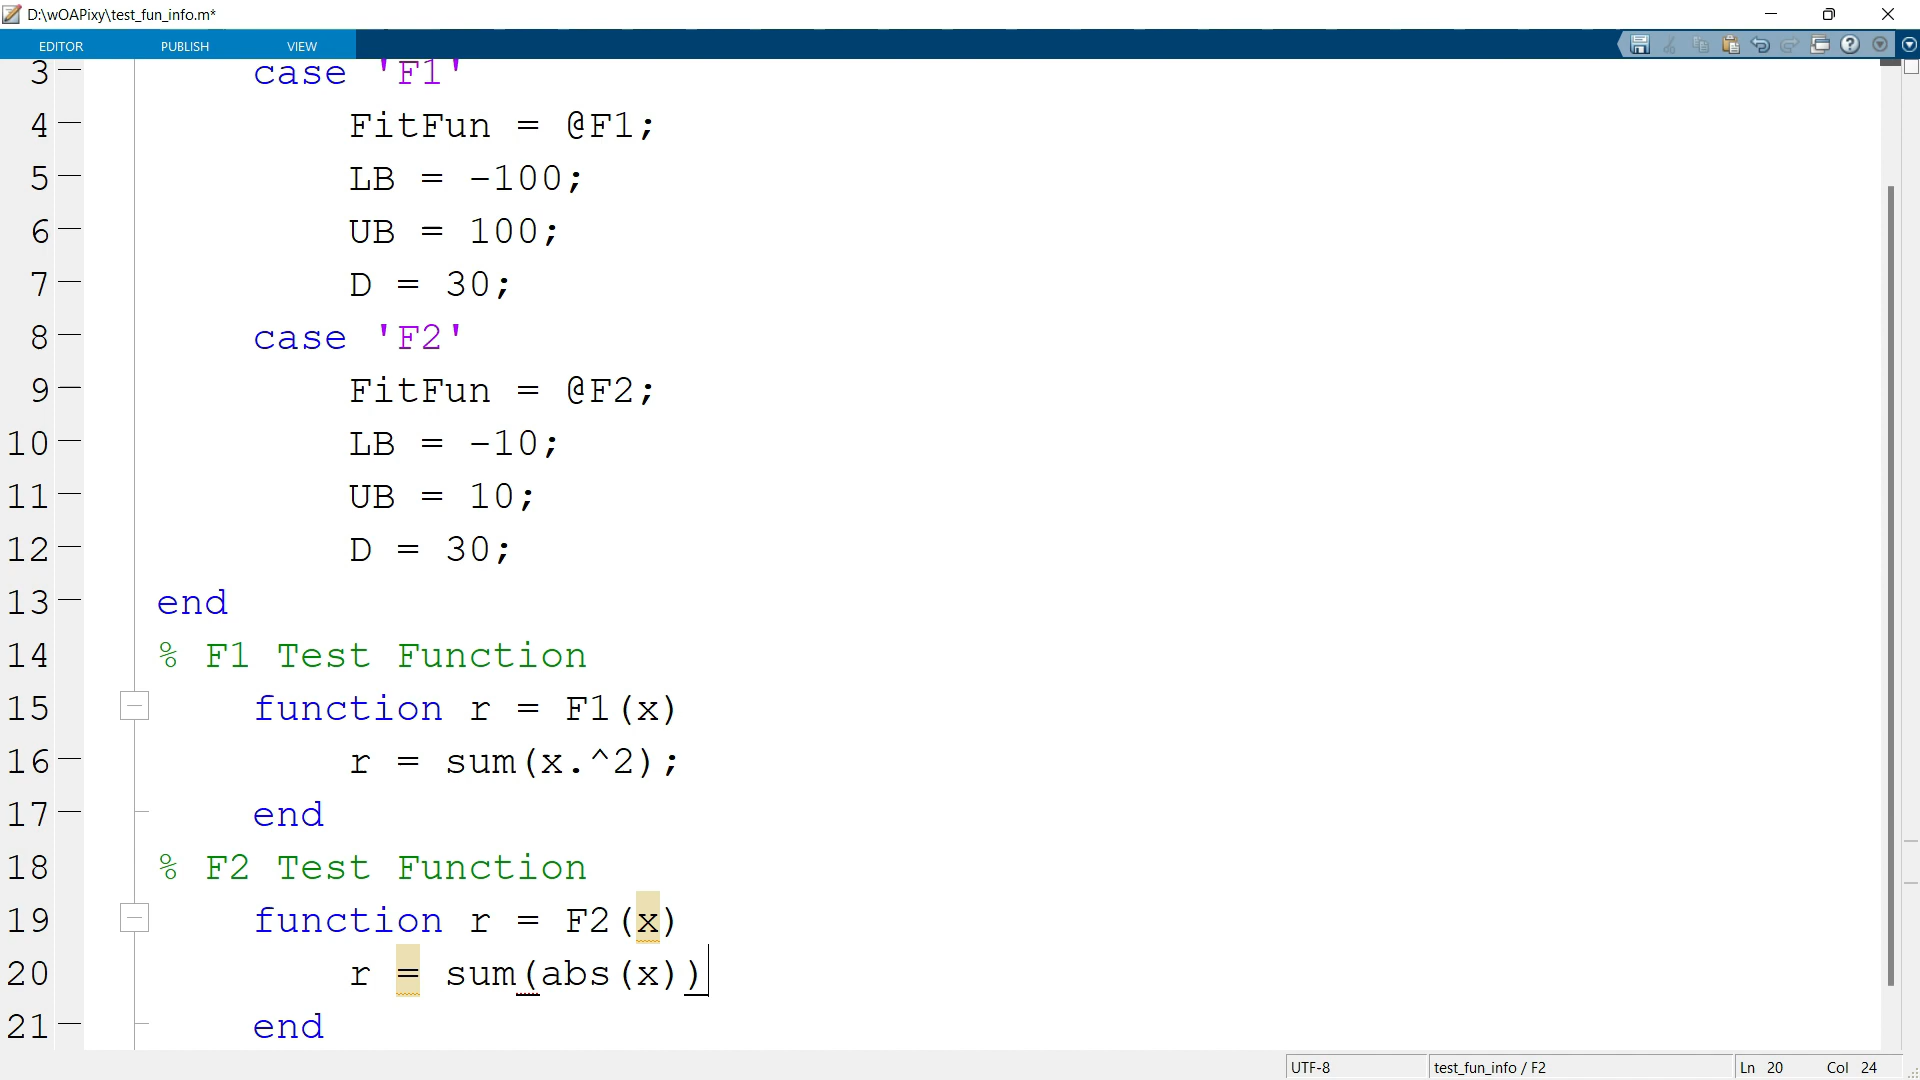 D:\wOAPixy\test_fun_info.m*
EDITOR PUBLISH VIEW
3 case 'F1'
4 FitFun = @F1;
5 LB = -100;
6 UB = 100;
7 D = 30;
8 case 'F2'
9 FitFun = @F2;
10 LB = -10;
11 UB = 10;
12 D = 30;
13 end
14 % F1 Test Function
15 function r = F1(x)
16 r = sum(x.^2);
17 end
18 % F2 Test Function
19 function r = F2(x)
20 r = sum(abs(x))
21 end
UTF-8 test_fun_info / F2 Ln 20 Col 24